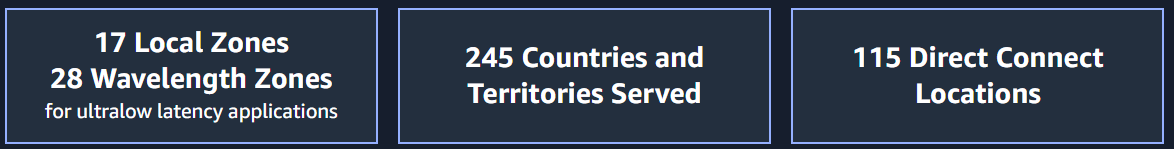 17 Local Zones
28 Wavelength Zones
for ultralow latency applications
245 Countries and
Territories Served
115 Direct Connect
Locations